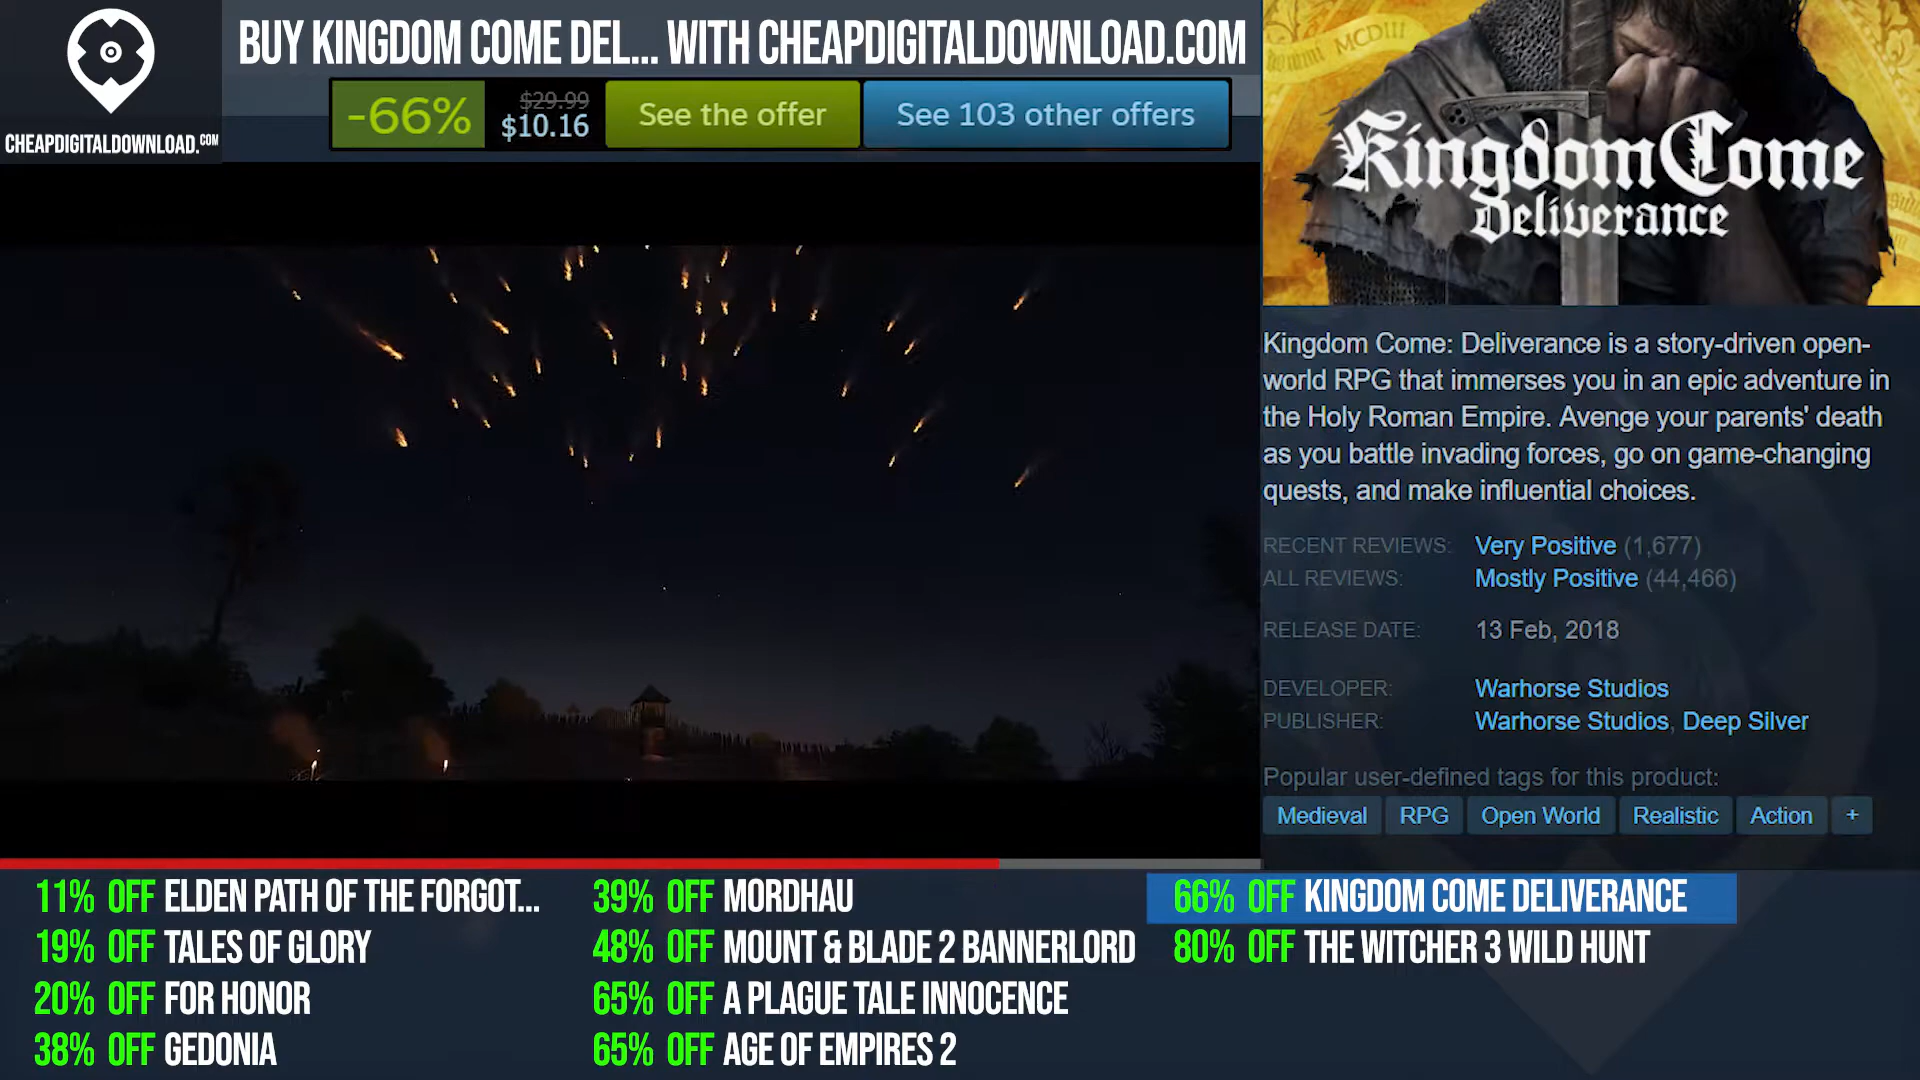 BUY KINGDOM COME DEL... WITH CHEAPDIGITALDOWNLOAD.COM
CHEAPDIGITALDOWNLOAD.COM
-66%
$29.99
$10.16
See the offer
See 103 other offers
MCDIII
Kingdom Come
Deliverance
Kingdom Come: Deliverance is a story-driven open-
world RPG that immerses you in an epic adventure in
the Holy Roman Empire. Avenge your parents' death
as you battle invading forces, go on game-changing
quests, and make influential choices.
RECENT REVIEWS: Very Positive (1,677)
ALL REVIEWS: Mostly Positive (44,466)
RELEASE DATE: 13 Feb, 2018
DEVELOPER: Warhorse Studios
PUBLISHER: Warhorse Studios, Deep Silver
Popular user-defined tags for this product:
Medieval RPG Open World Realistic Action +
11% OFF ELDEN PATH OF THE FORGOT...
19% OFF TALES OF GLORY
20% OFF FOR HONOR
38% OFF GEDONIA
39% OFF MORDHAU
48% OFF MOUNT & BLADE 2 BANNERLORD
65% OFF A PLAGUE TALE INNOCENCE
65% OFF AGE OF EMPIRES 2
66% OFF KINGDOM COME DELIVERANCE
80% OFF THE WITCHER 3 WILD HUNT